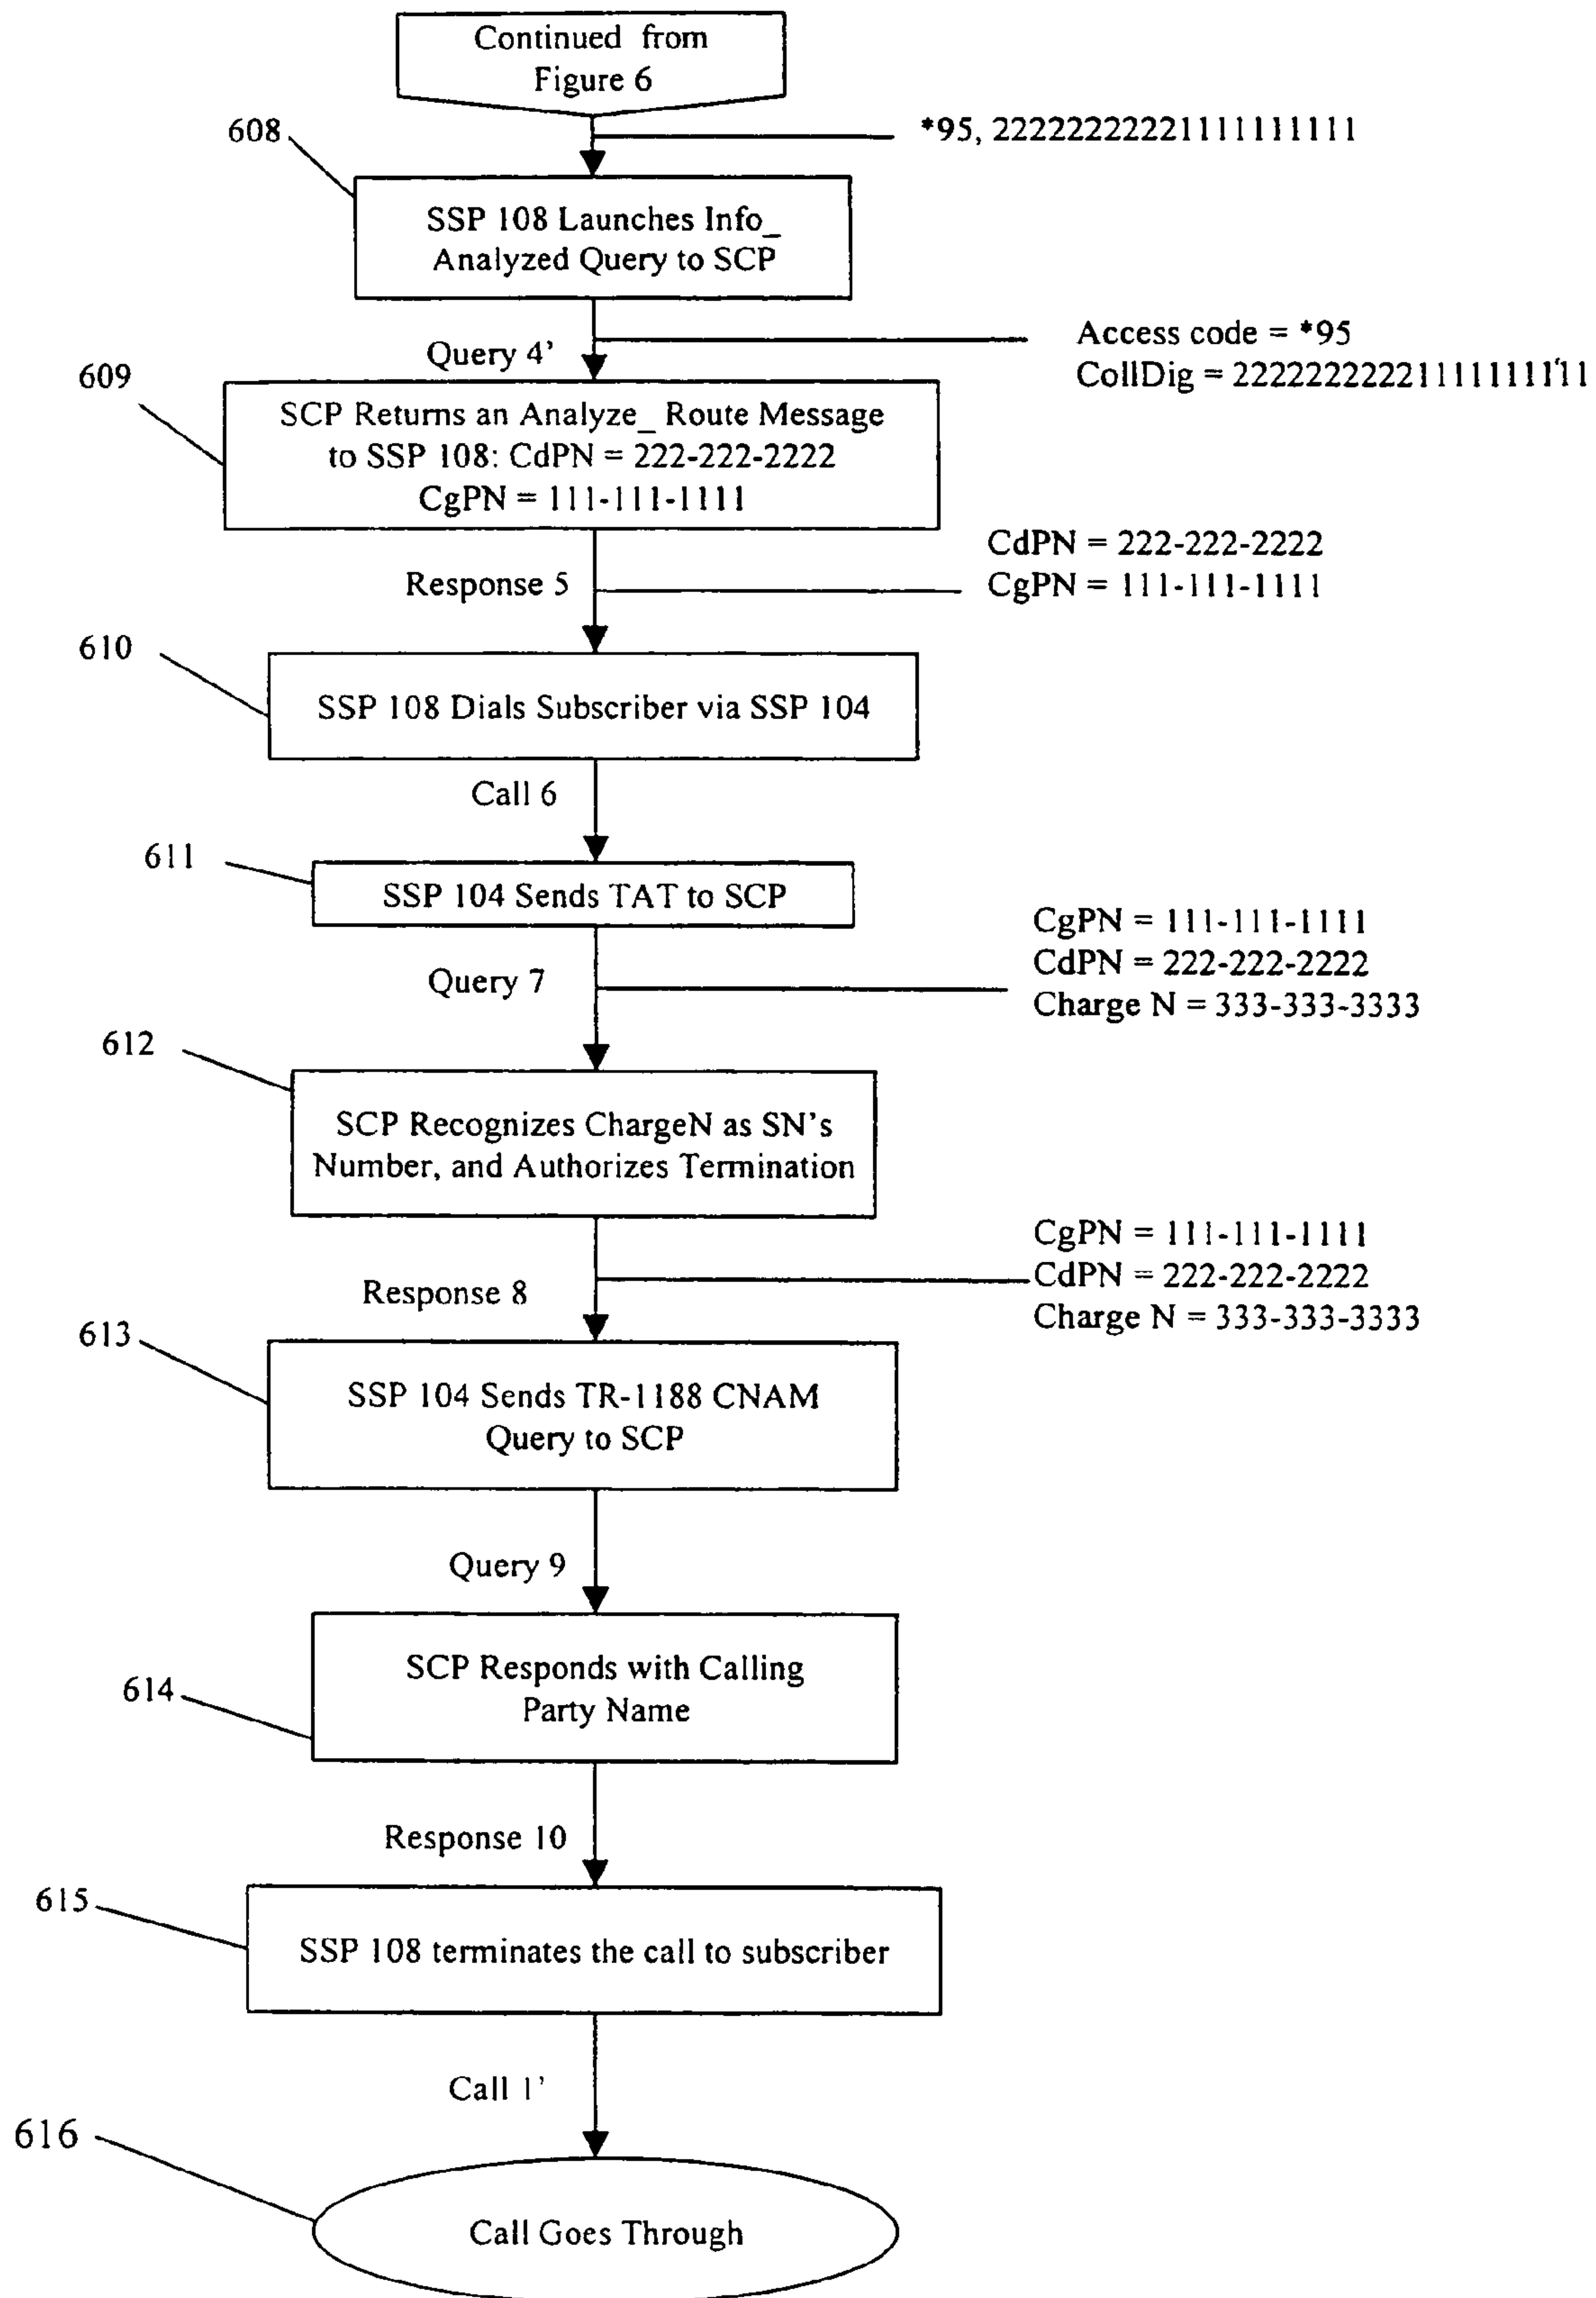 Continued from
Figure 6
*95, 22222222221111111111
608
SSP 108 Launches Info_
Analyzed Query to SCP
Query 4'
Access code = *95
CollDig = 22222222221111111111
609
SCP Returns an Analyze_ Route Message
to SSP 108: CdPN = 222-222-2222
CgPN = 111-111-1111
Response 5
CdPN = 222-222-2222
CgPN = 111-111-1111
610
SSP 108 Dials Subscriber via SSP 104
Call 6
611
SSP 104 Sends TAT to SCP
Query 7
CgPN = 111-111-1111
CdPN = 222-222-2222
Charge N = 333-333-3333
612
SCP Recognizes ChargeN as SN's
Number, and Authorizes Termination
Response 8
CgPN = 111-111-1111
CdPN = 222-222-2222
Charge N = 333-333-3333
613
SSP 104 Sends TR-1188 CNAM
Query to SCP
Query 9
614
SCP Responds with Calling
Party Name
Response 10
615
SSP 108 terminates the call to subscriber
Call 1'
616
Call Goes Through